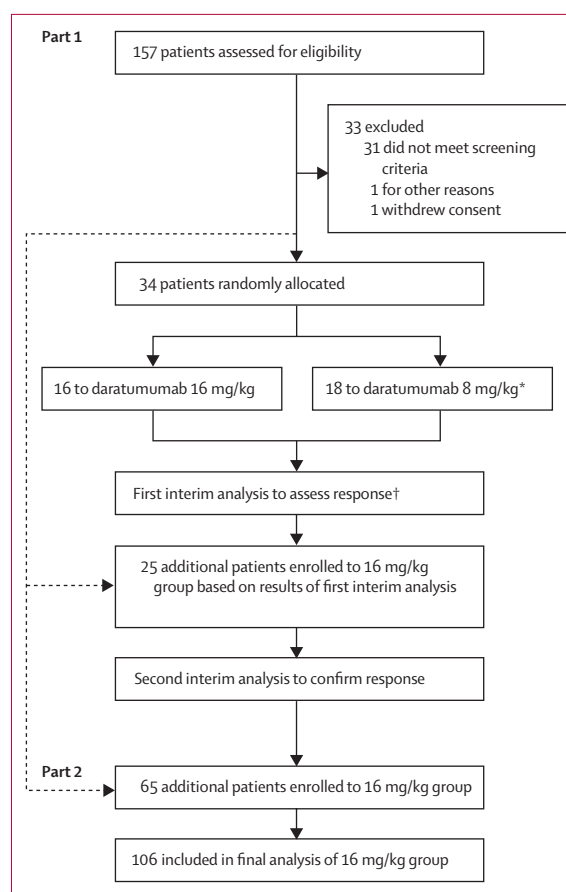 Part 1
157 patients assessed for eligibility
33 excluded
31 did not meet screening
criteria
1 for other reasons
1 withdrew consent
34 patients randomly allocated
16 to daratumumab 16 mg/kg
18 to daratumumab 8 mg/kg*
First interim analysis to assess response†
25 additional patients enrolled to 16 mg/kg
group based on results of first interim analysis
Second interim analysis to confirm response
Part 2
65 additional patients enrolled to 16 mg/kg group
106 included in final analysis of 16 mg/kg group